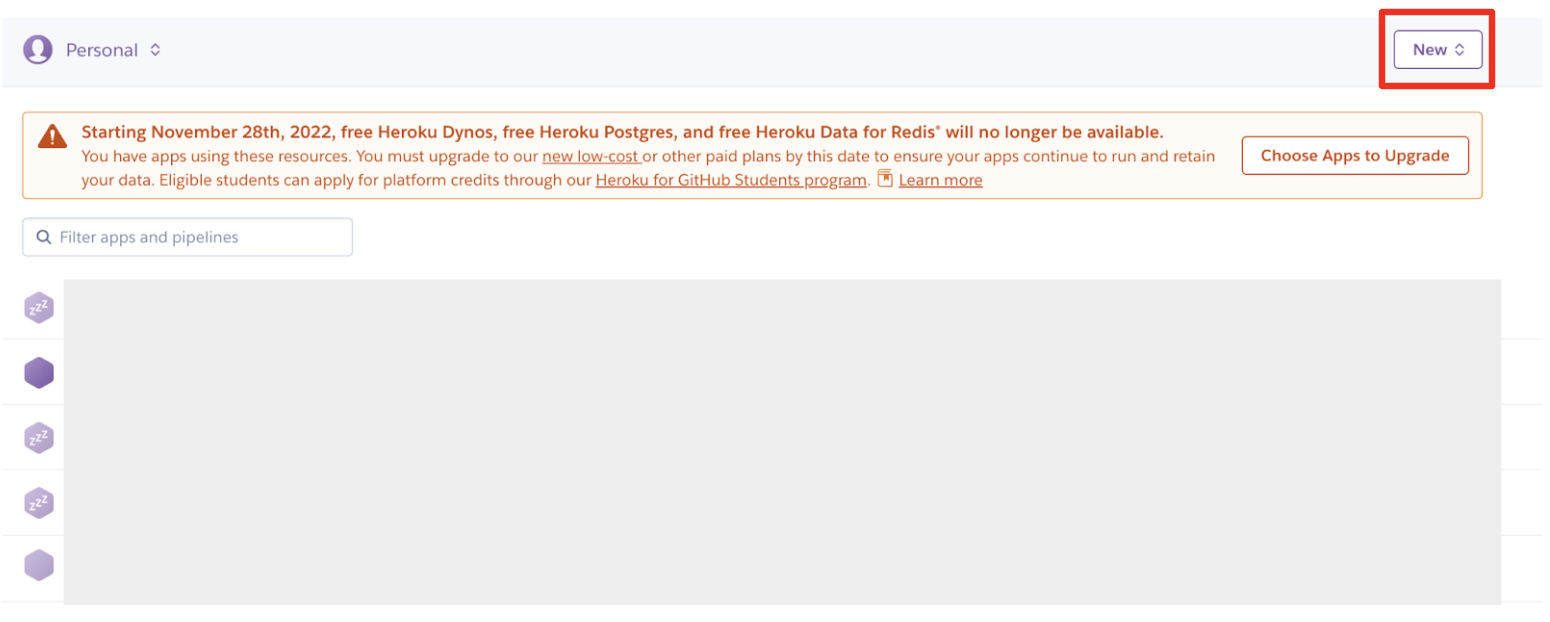 Personal
New
Starting November 28th, 2022, free Heroku Dynos, free Heroku Postgres, and free Heroku Data for Redis® will no longer be available.
You have apps using these resources. You must upgrade to our new low-cost or other paid plans by this date to ensure your apps continue to run and retain
your data. Eligible students can apply for platform credits through our Heroku for GitHub Students program. Learn more
Choose Apps to Upgrade
Filter apps and pipelines
zzz
zzz
zzz